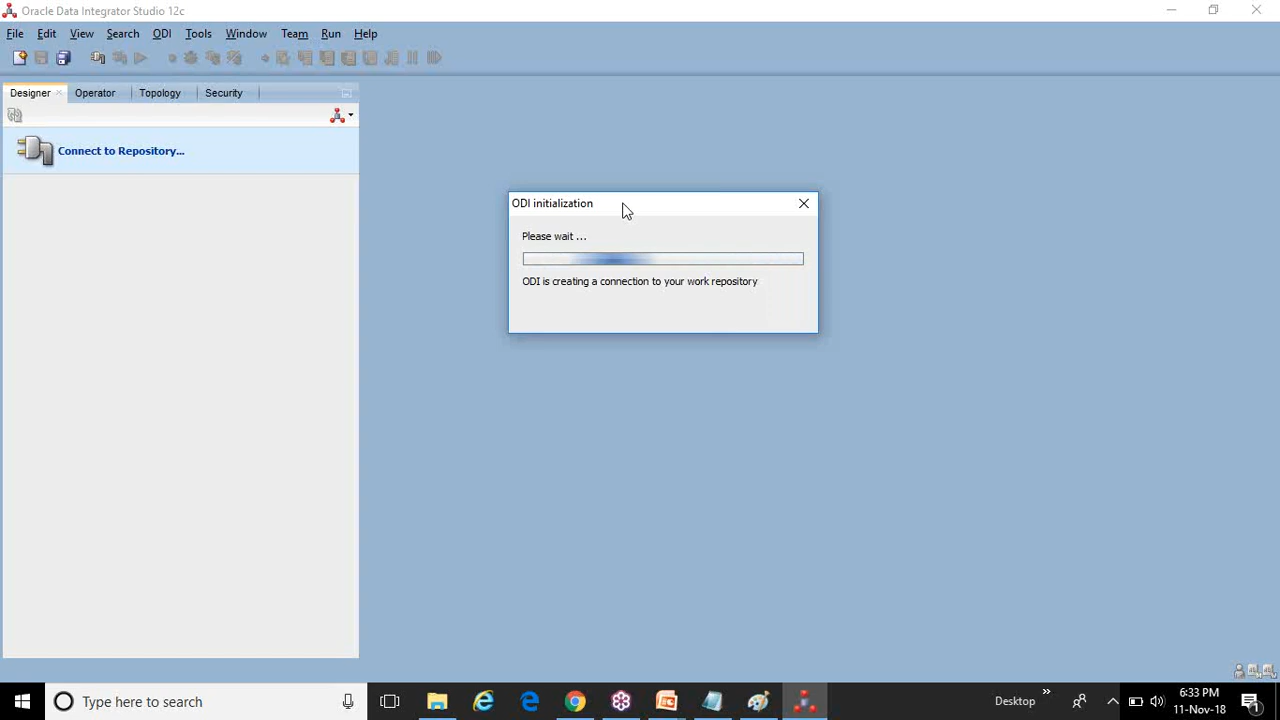 Oracle Data Integrator Studio 12c
File Edit View Search ODI Tools Window Team Run Help
Designer Operator Topology Security
Connect to Repository...
ODI initialization
Please wait ...
ODI is creating a connection to your work repository
Type here to search
Desktop
6:33 PM
11-Nov-18